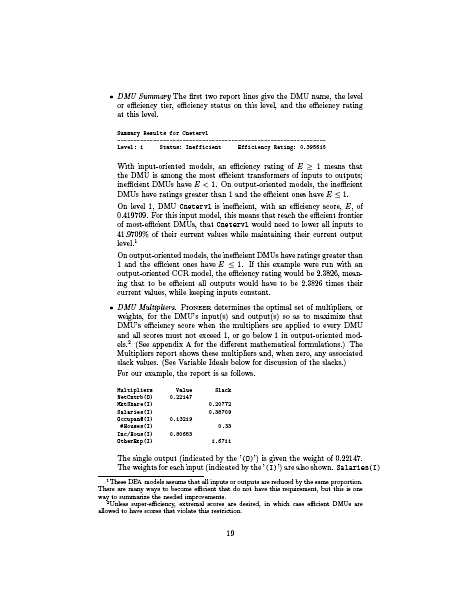 • DMU Summary The first two report lines give the DMU name, the level
or efficiency tier, efficiency status on this level, and the efficiency rating
at this level.
Summary Results for Cnetervl
Level: 1 Status: Inefficient Efficiency Rating: 0.395613
With input-oriented models, an efficiency rating of E ≥ 1 means that
the DMU is among the most efficient transformers of inputs to outputs;
inefficient DMUs have E < 1. On output-oriented models, the inefficient
DMUs have ratings greater than 1 and the efficient ones have E ≤ 1.
On level 1, DMU Cnetervl is inefficient, with an efficiency score, E, of
0.419709. For this input model, this means that reach the efficient frontier
of most-efficient DMUs, that Cnetervl would need to lower all inputs to
41.9709% of their current values while maintaining their current output
level.1
On output-oriented models, the inefficient DMUs have ratings greater than
1 and the efficient ones have E ≤ 1. If this example were run with an
output-oriented CCR model, the efficiency rating would be 2.3826, mean-
ing that to be efficient all outputs would have to be 2.3826 times their
current values, while keeping inputs constant.
• DMU Multipliers. PIONEER determines the optimal set of multipliers, or
weights, for the DMU's input(s) and output(s) so as to maximize that
DMU's efficiency score when the multipliers are applied to every DMU
and all scores must not exceed 1, or go below 1 in output-oriented mod-
els.2 (See appendix A for the different mathematical formulations.) The
Multipliers report shows these multipliers and, when zero, any associated
slack values. (See Variable Ideals below for discussion of the slacks.)
For our example, the report is as follows.
Multipliers Value Slack
NetCntrb(O) 0.22147
MktShare(I) 0.20772
Salaries(I) 0.38709
Occupan#(I) 0.13219
#Houses(I) 0.33
Inc/Hous(I) 0.80683
OtherExp(I) 1.6711
The single output (indicated by the '(O)') is given the weight of 0.22147.
The weights for each input (indicated by the '(I)') are also shown. Salaries(I)
1These DEA models assume that all inputs or outputs are reduced by the same proportion.
There are many ways to become efficient that do not have this requirement, but this is one
way to summarize the needed improvements.
2Unless super-efficiency, extremal scores are desired, in which case efficient DMUs are
allowed to have scores that violate this restriction.
19